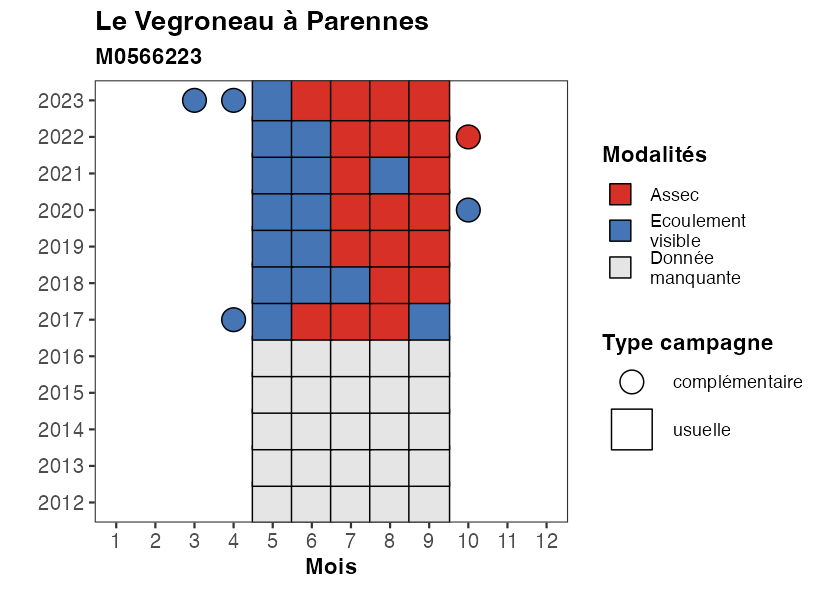 Le Vegroneau à Parennes
M0566223
2023
2022
2021
2020
2019
2018
2017
2016
2015
2014
2013
2012
1 2 3 4 5 6 7 8 9 10 11 12
Mois
Modalités
Assec
Ecoulement
visible
Donnée
manquante
Type campagne
complémentaire
usuelle